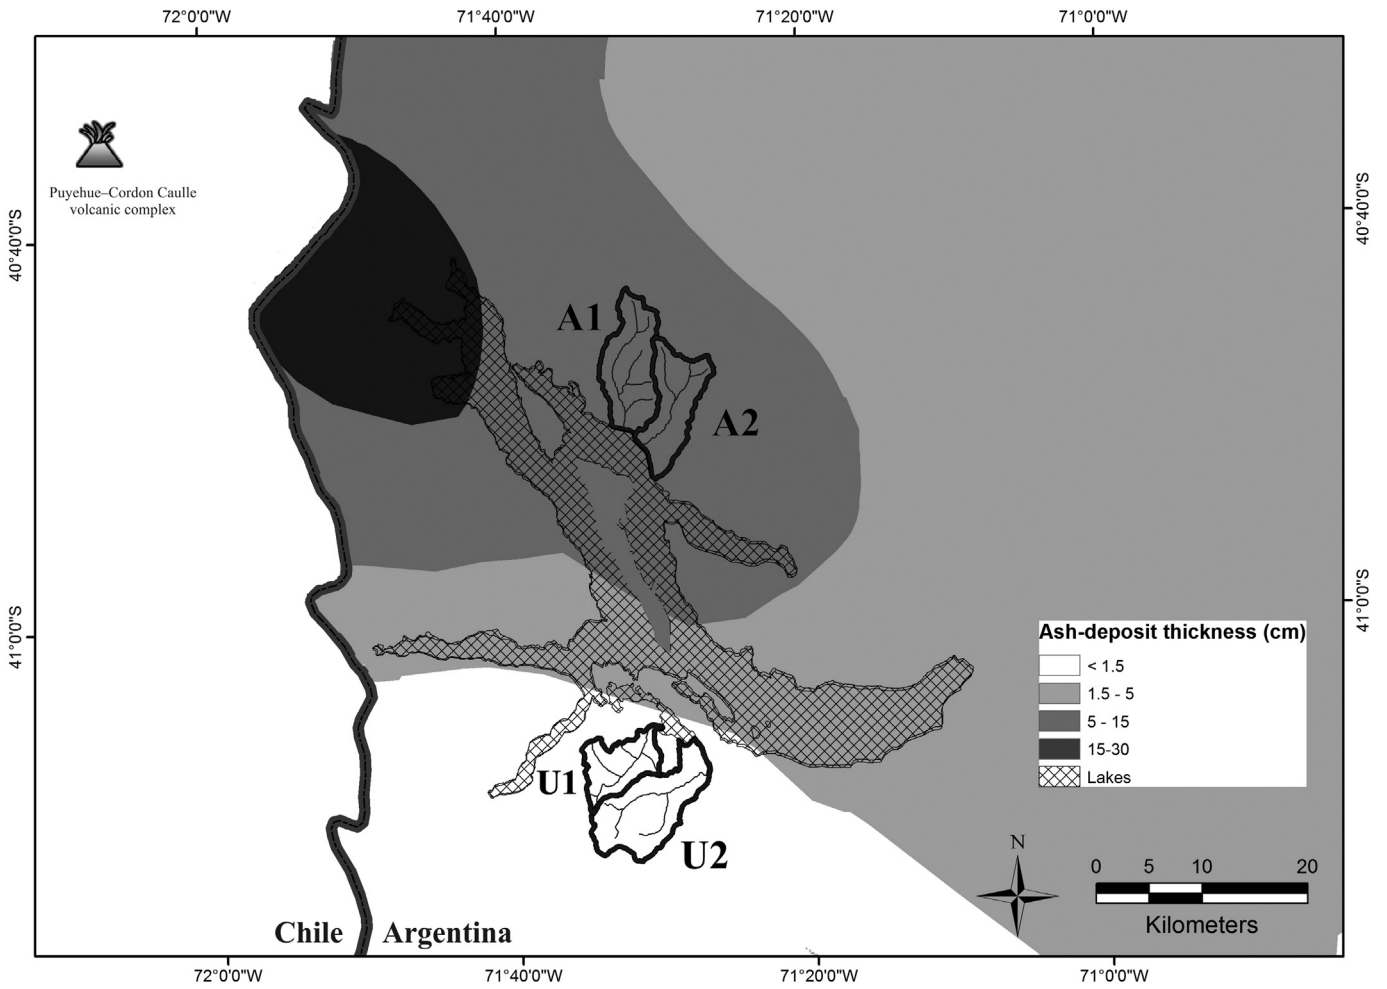 72°0'0"W
71°40'0"W
71°20'0"W
71°0'0"W
Puyehue–Cordon Caulle
volcanic complex
40°40'0"S
40°40'0"S
A1
A2
41°0'0"S
41°0'0"S
Ash-deposit thickness (cm)
< 1.5
1.5 - 5
5 - 15
15-30
Lakes
U1
U2
N
0 5 10 20
Kilometers
Chile Argentina
72°0'0"W
71°40'0"W
71°20'0"W
71°0'0"W